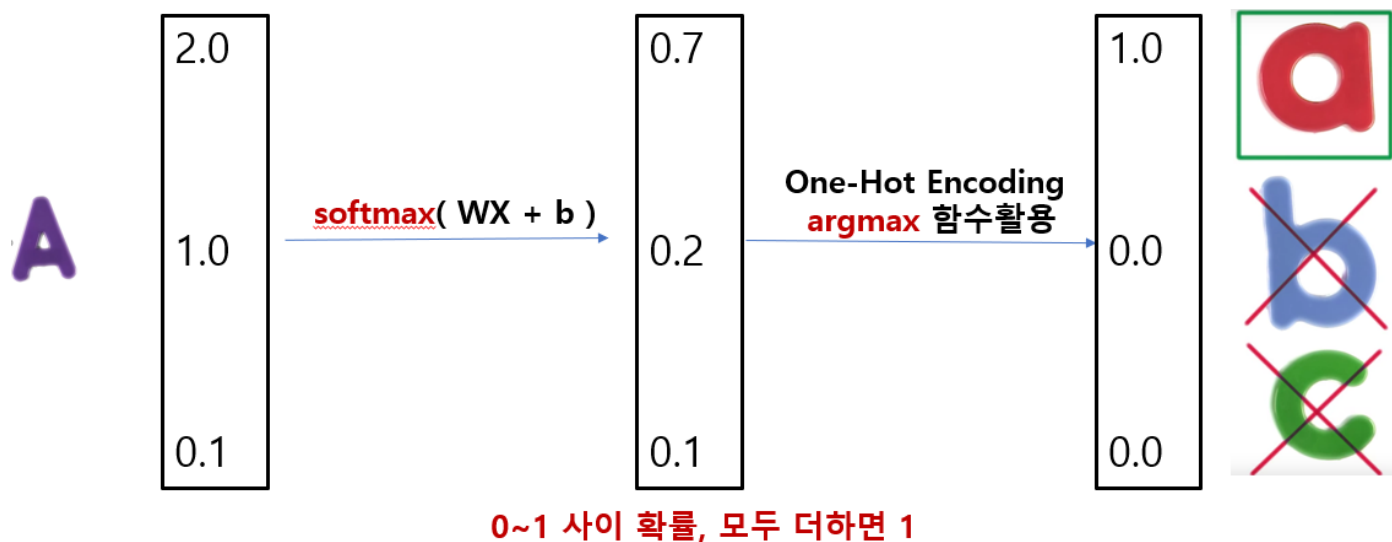 2.0
1.0
0.1
softmax( WX + b )
0.7
0.2
0.1
One-Hot Encoding
argmax 함수활용
1.0
0.0
0.0
A
a
b
c
0~1 사이 확률, 모두 더하면 1